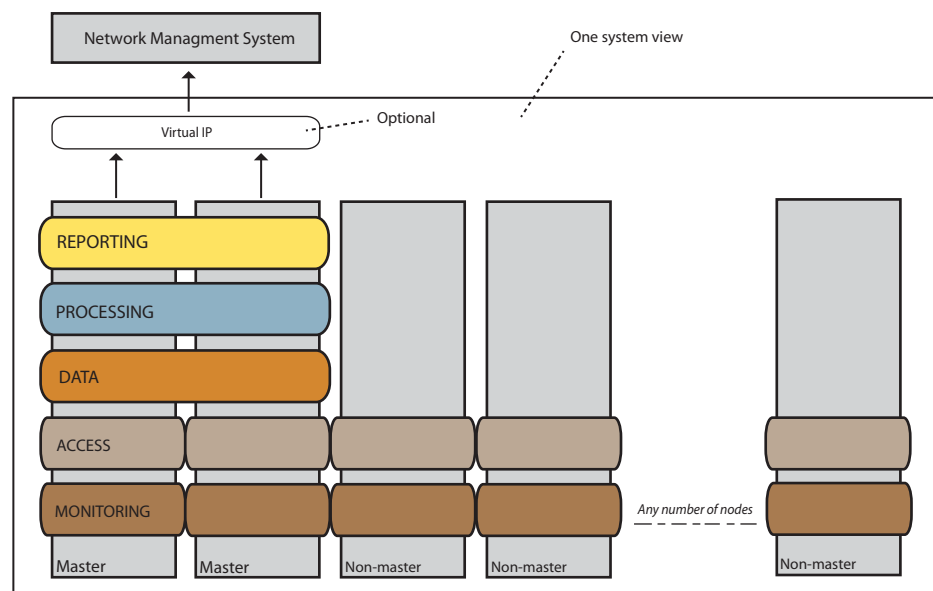 Network Managment System
One system view
Optional
Virtual IP
REPORTING
PROCESSING
DATA
ACCESS
MONITORING
Any number of nodes
Master
Master
Non-master
Non-master
Non-master